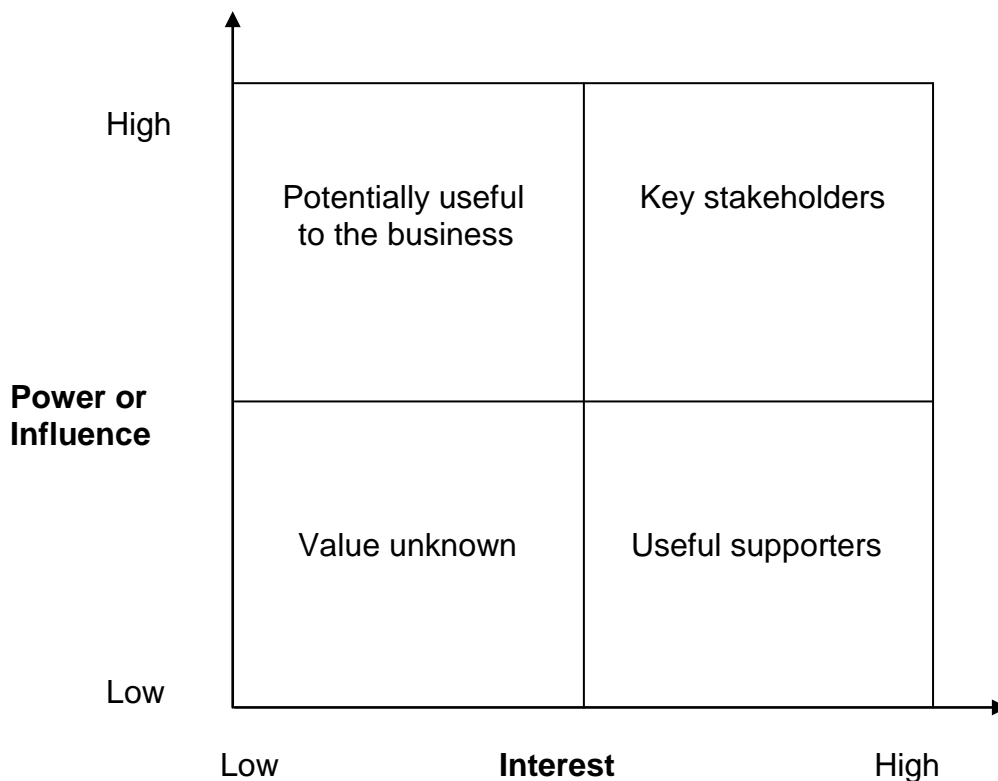 High
Potentially useful
to the business
Key stakeholders
Power or
Influence
Value unknown
Useful supporters
Low
Low
Interest
High